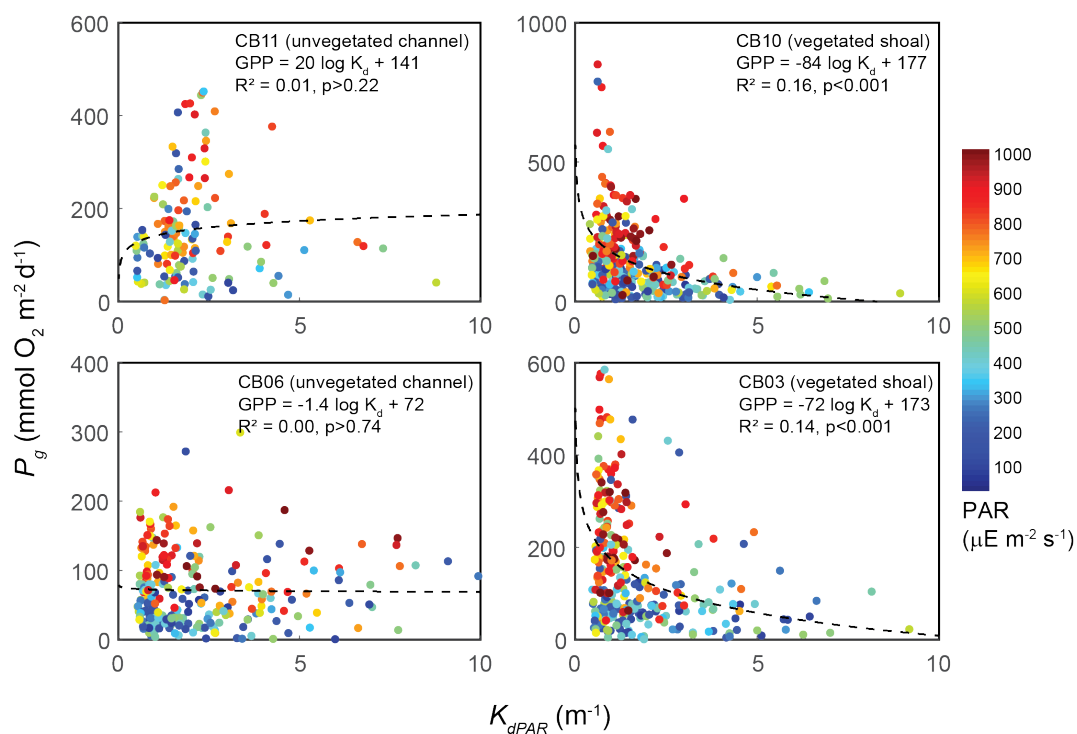 600
400
200
0
0
5
10
CB11 (unvegetated channel)
GPP = 20 log K_d + 141
R² = 0.01, p>0.22
1000
500
0
0
5
10
CB10 (vegetated shoal)
GPP = -84 log K_d + 177
R² = 0.16, p<0.001
400
300
200
100
0
0
5
10
CB06 (unvegetated channel)
GPP = -1.4 log K_d + 72
R² = 0.00, p>0.74
600
400
200
0
0
5
10
CB03 (vegetated shoal)
GPP = -72 log K_d + 173
R² = 0.14, p<0.001
P_g (mmol O₂ m⁻² d⁻¹)
K_dPAR (m⁻¹)
1000
900
800
700
600
500
400
300
200
100
PAR
(μE m⁻² s⁻¹)